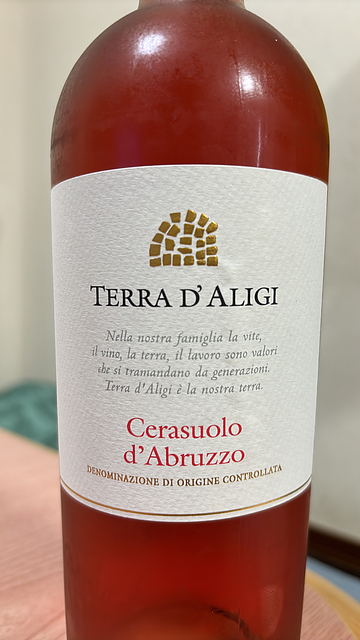 TERRA D'ALIGI
Nella nostra famiglia la vite,
il vino, la terra, il lavoro sono valori
che si tramandano da generazioni.
Terra d'Aligi è la nostra terra.
Cerasuolo
d'Abruzzo
DENOMINAZIONE DI ORIGINE CONTROLLATA